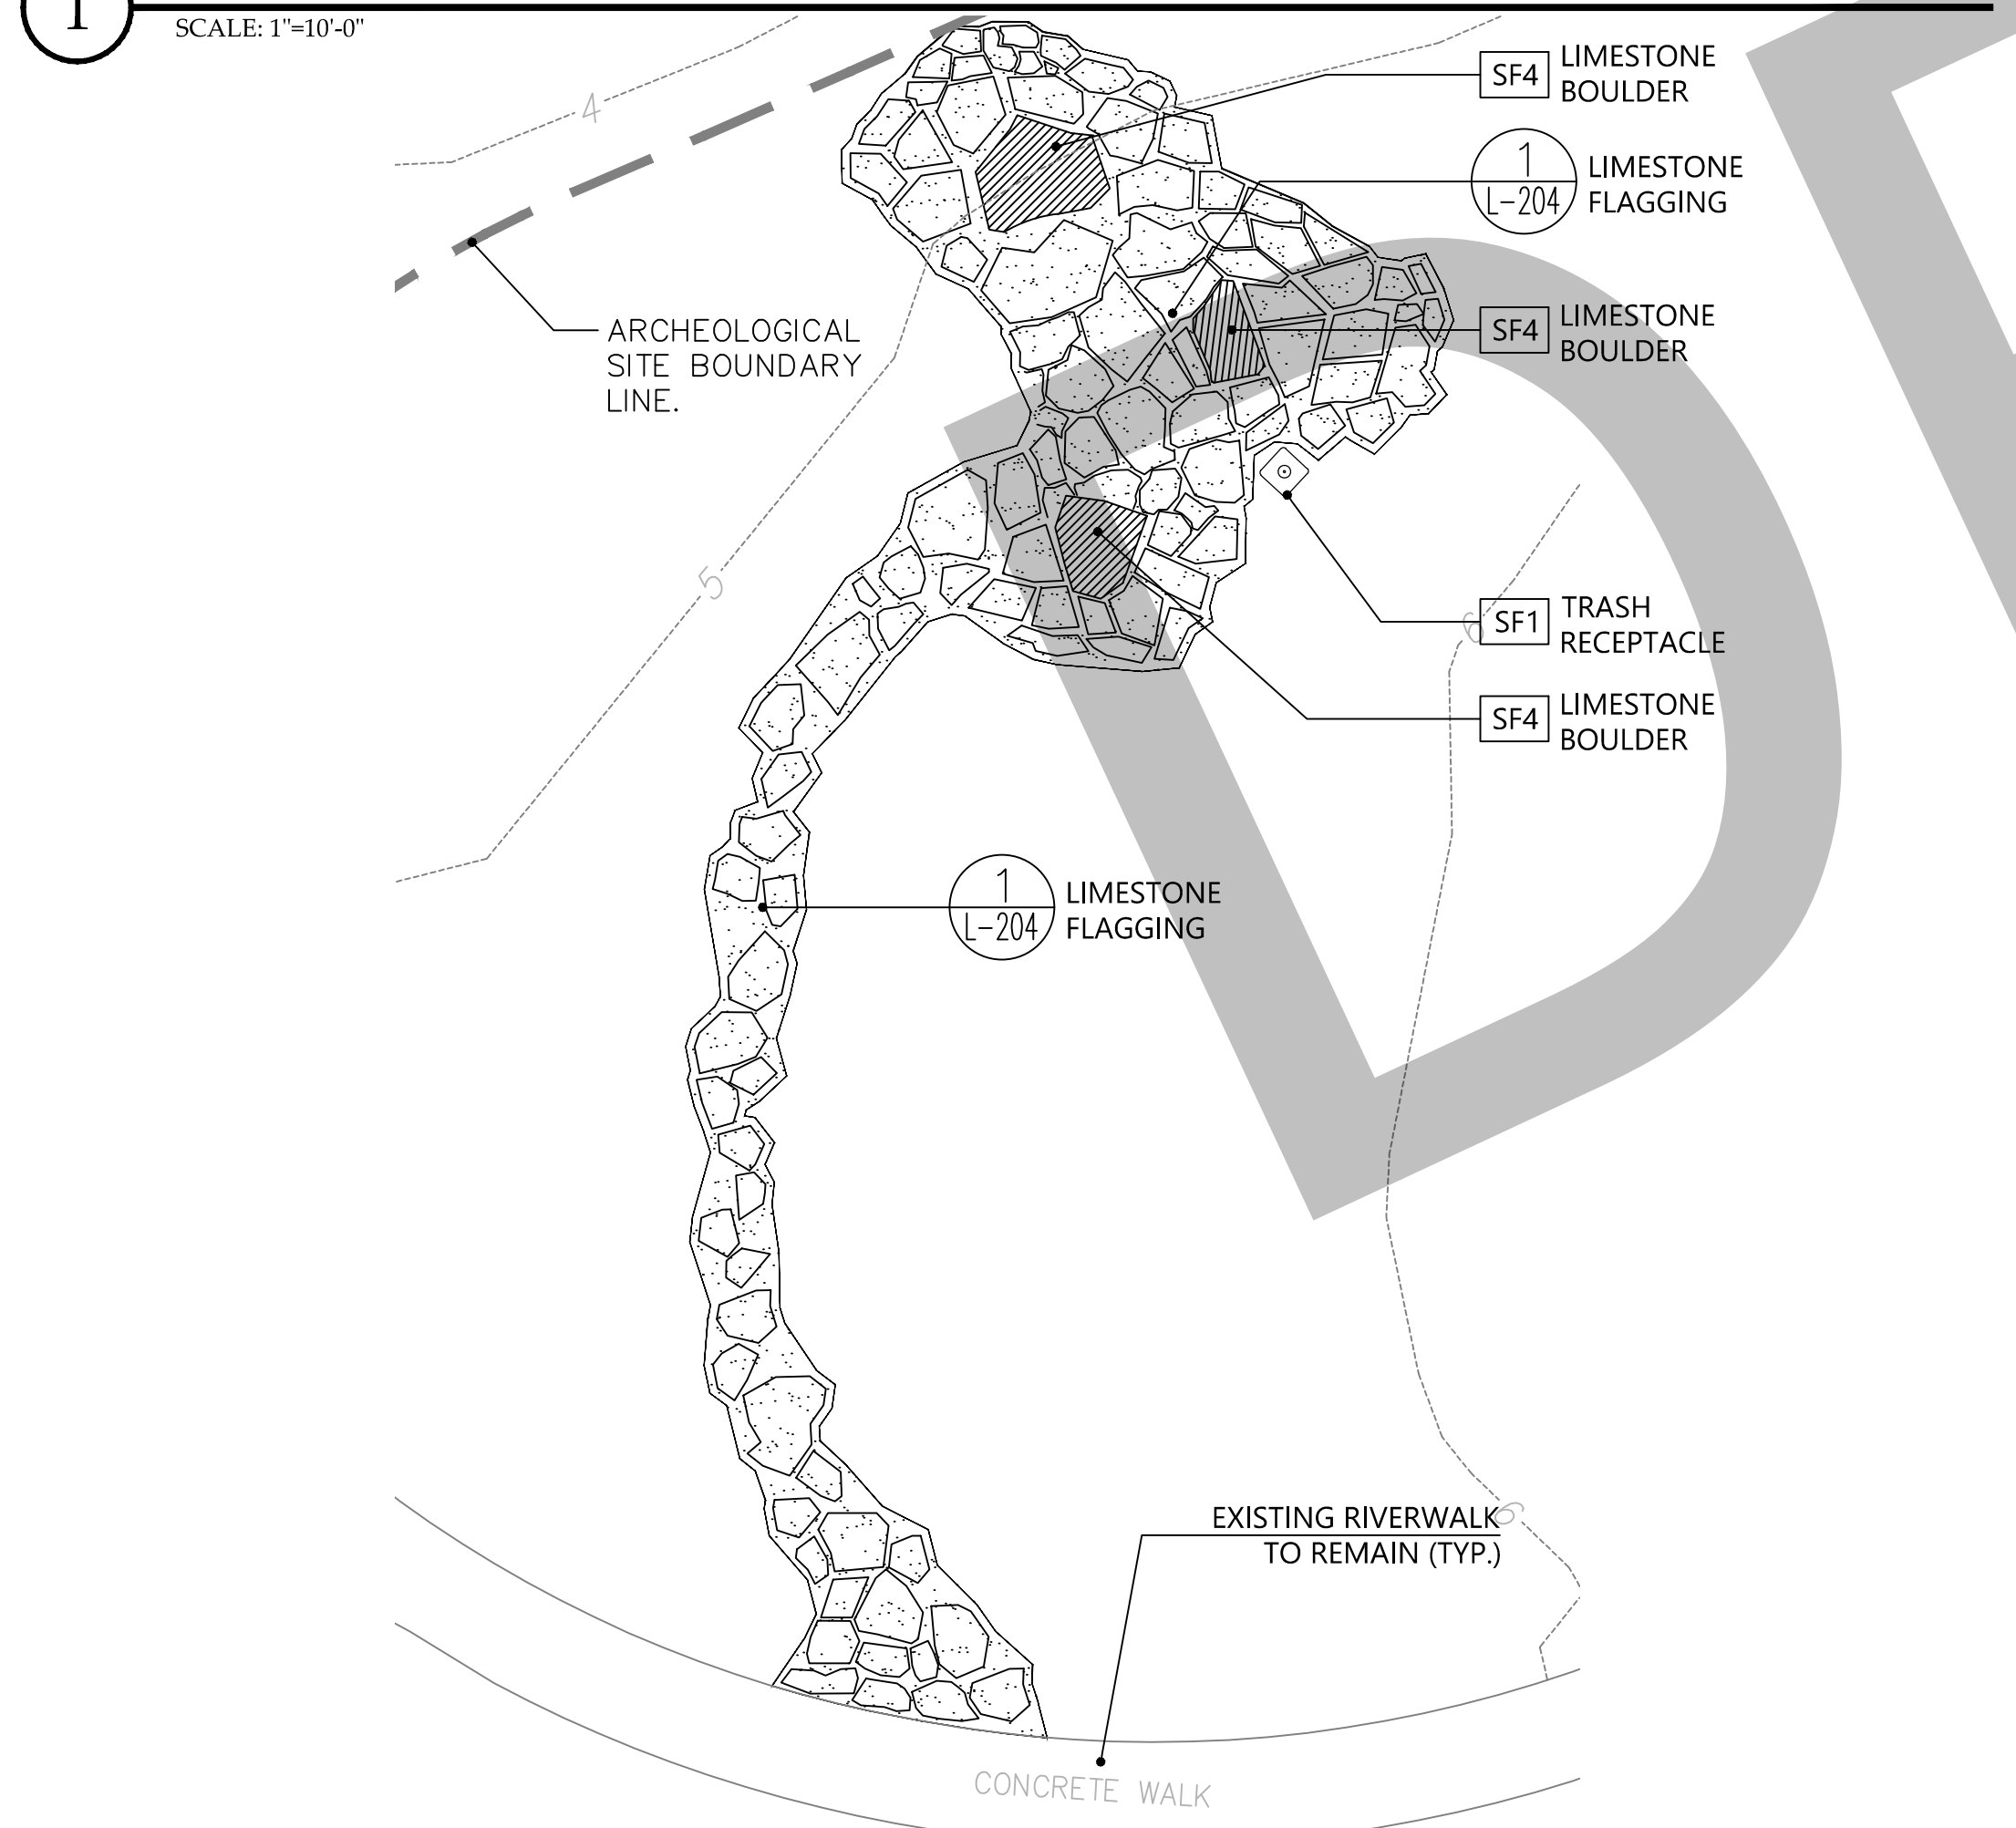 1
SCALE: 1"=10'-0"
4
SF4
LIMESTONE
BOULDER
1
L-204
LIMESTONE
FLAGGING
ARCHEOLOGICAL
SITE BOUNDARY
LINE.
SF4
LIMESTONE
BOULDER
5
SF1
TRASH
RECEPTACLE
6
SF4
LIMESTONE
BOULDER
1
L-204
LIMESTONE
FLAGGING
EXISTING RIVERWALK
TO REMAIN (TYP.)
6
CONCRETE WALK